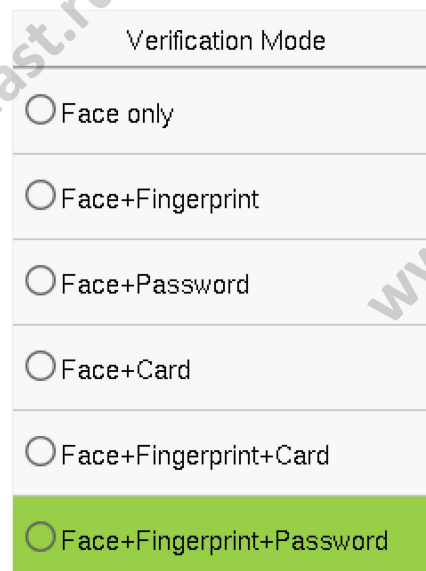 Verification Mode
Face only
Face+Fingerprint
Face+Password
Face+Card
Face+Fingerprint+Card
Face+Fingerprint+Password